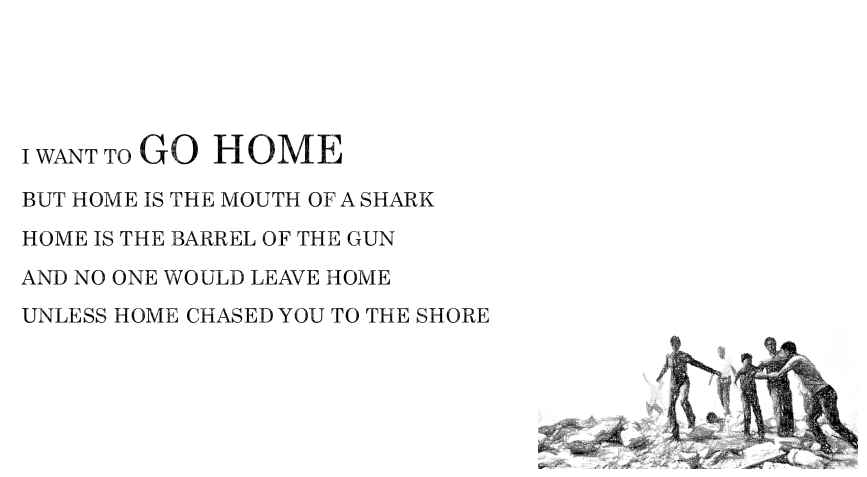 I WANT TO GO HOME
BUT HOME IS THE MOUTH OF A SHARK
HOME IS THE BARREL OF THE GUN
AND NO ONE WOULD LEAVE HOME
UNLESS HOME CHASED YOU TO THE SHORE